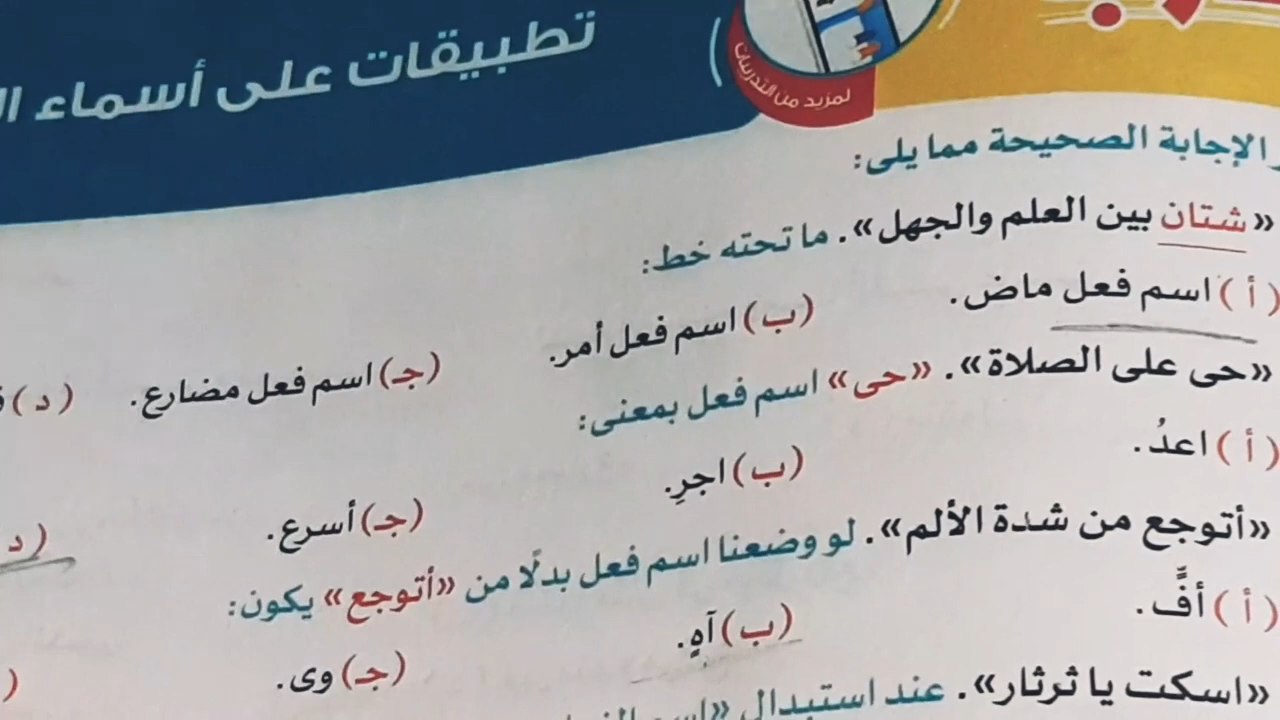 تطبيقات على أسماء
لمزيد من التدريبات
الإجابة الصحيحة مما يلى:
«شتان بين العلم والجهل». ما تحته خط:
(أ) اسم فعل ماض. (ب) اسم فعل أمر. (جـ) اسم فعل مضارع. (د)
«حى على الصلاة». «حى» اسم فعل بمعنى:
(أ) اعدُ. (ب) اجرِ. (جـ) أسرع. (د
«أتوجع من شدة الألم». لو وضعنا اسم فعل بدلًا من «أتوجع» يكون:
(أ) أفٍّ. (ب) آهٍ. (جـ) وى. (
«اسكت يا ثرثار». عند استبدال «اسم